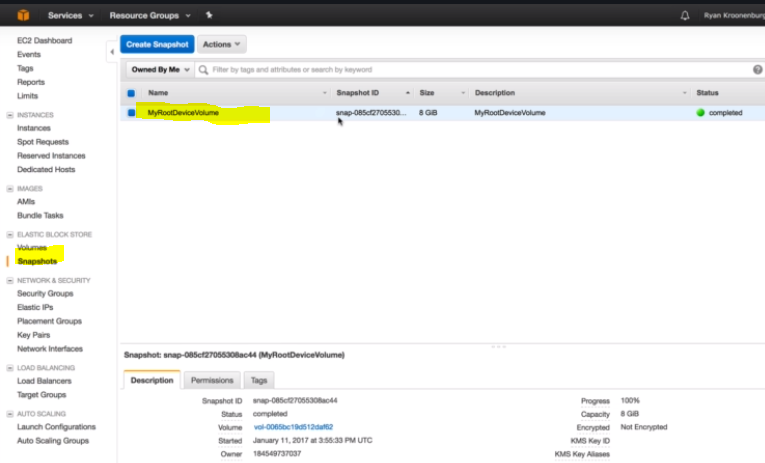 Services Resource Groups Ryan Kroonenburg
EC2 Dashboard
Events
Tags
Reports
Limits
INSTANCES
Instances
Spot Requests
Reserved Instances
Dedicated Hosts
IMAGES
AMIs
Bundle Tasks
ELASTIC BLOCK STORE
Volumes
Snapshots
NETWORK & SECURITY
Security Groups
Elastic IPs
Placement Groups
Key Pairs
Network Interfaces
LOAD BALANCING
Load Balancers
Target Groups
AUTO SCALING
Launch Configurations
Auto Scaling Groups
Create Snapshot Actions
Owned By Me Filter by tags and attributes or search by keyword
Name Snapshot ID Size Description Status
MyRootDeviceVolume snap-085cf2705530... 8 GiB MyRootDeviceVolume completed
Snapshot: snap-085cf27055308ac44 (MyRootDeviceVolume)
Description Permissions Tags
Snapshot ID snap-085cf27055308ac44 Progress 100%
Status completed Capacity 8 GiB
Volume vol-0065bc19d512daf62 Encrypted Not Encrypted
Started January 11, 2017 at 3:55:33 PM UTC KMS Key ID
Owner 184549737037 KMS Key Aliases